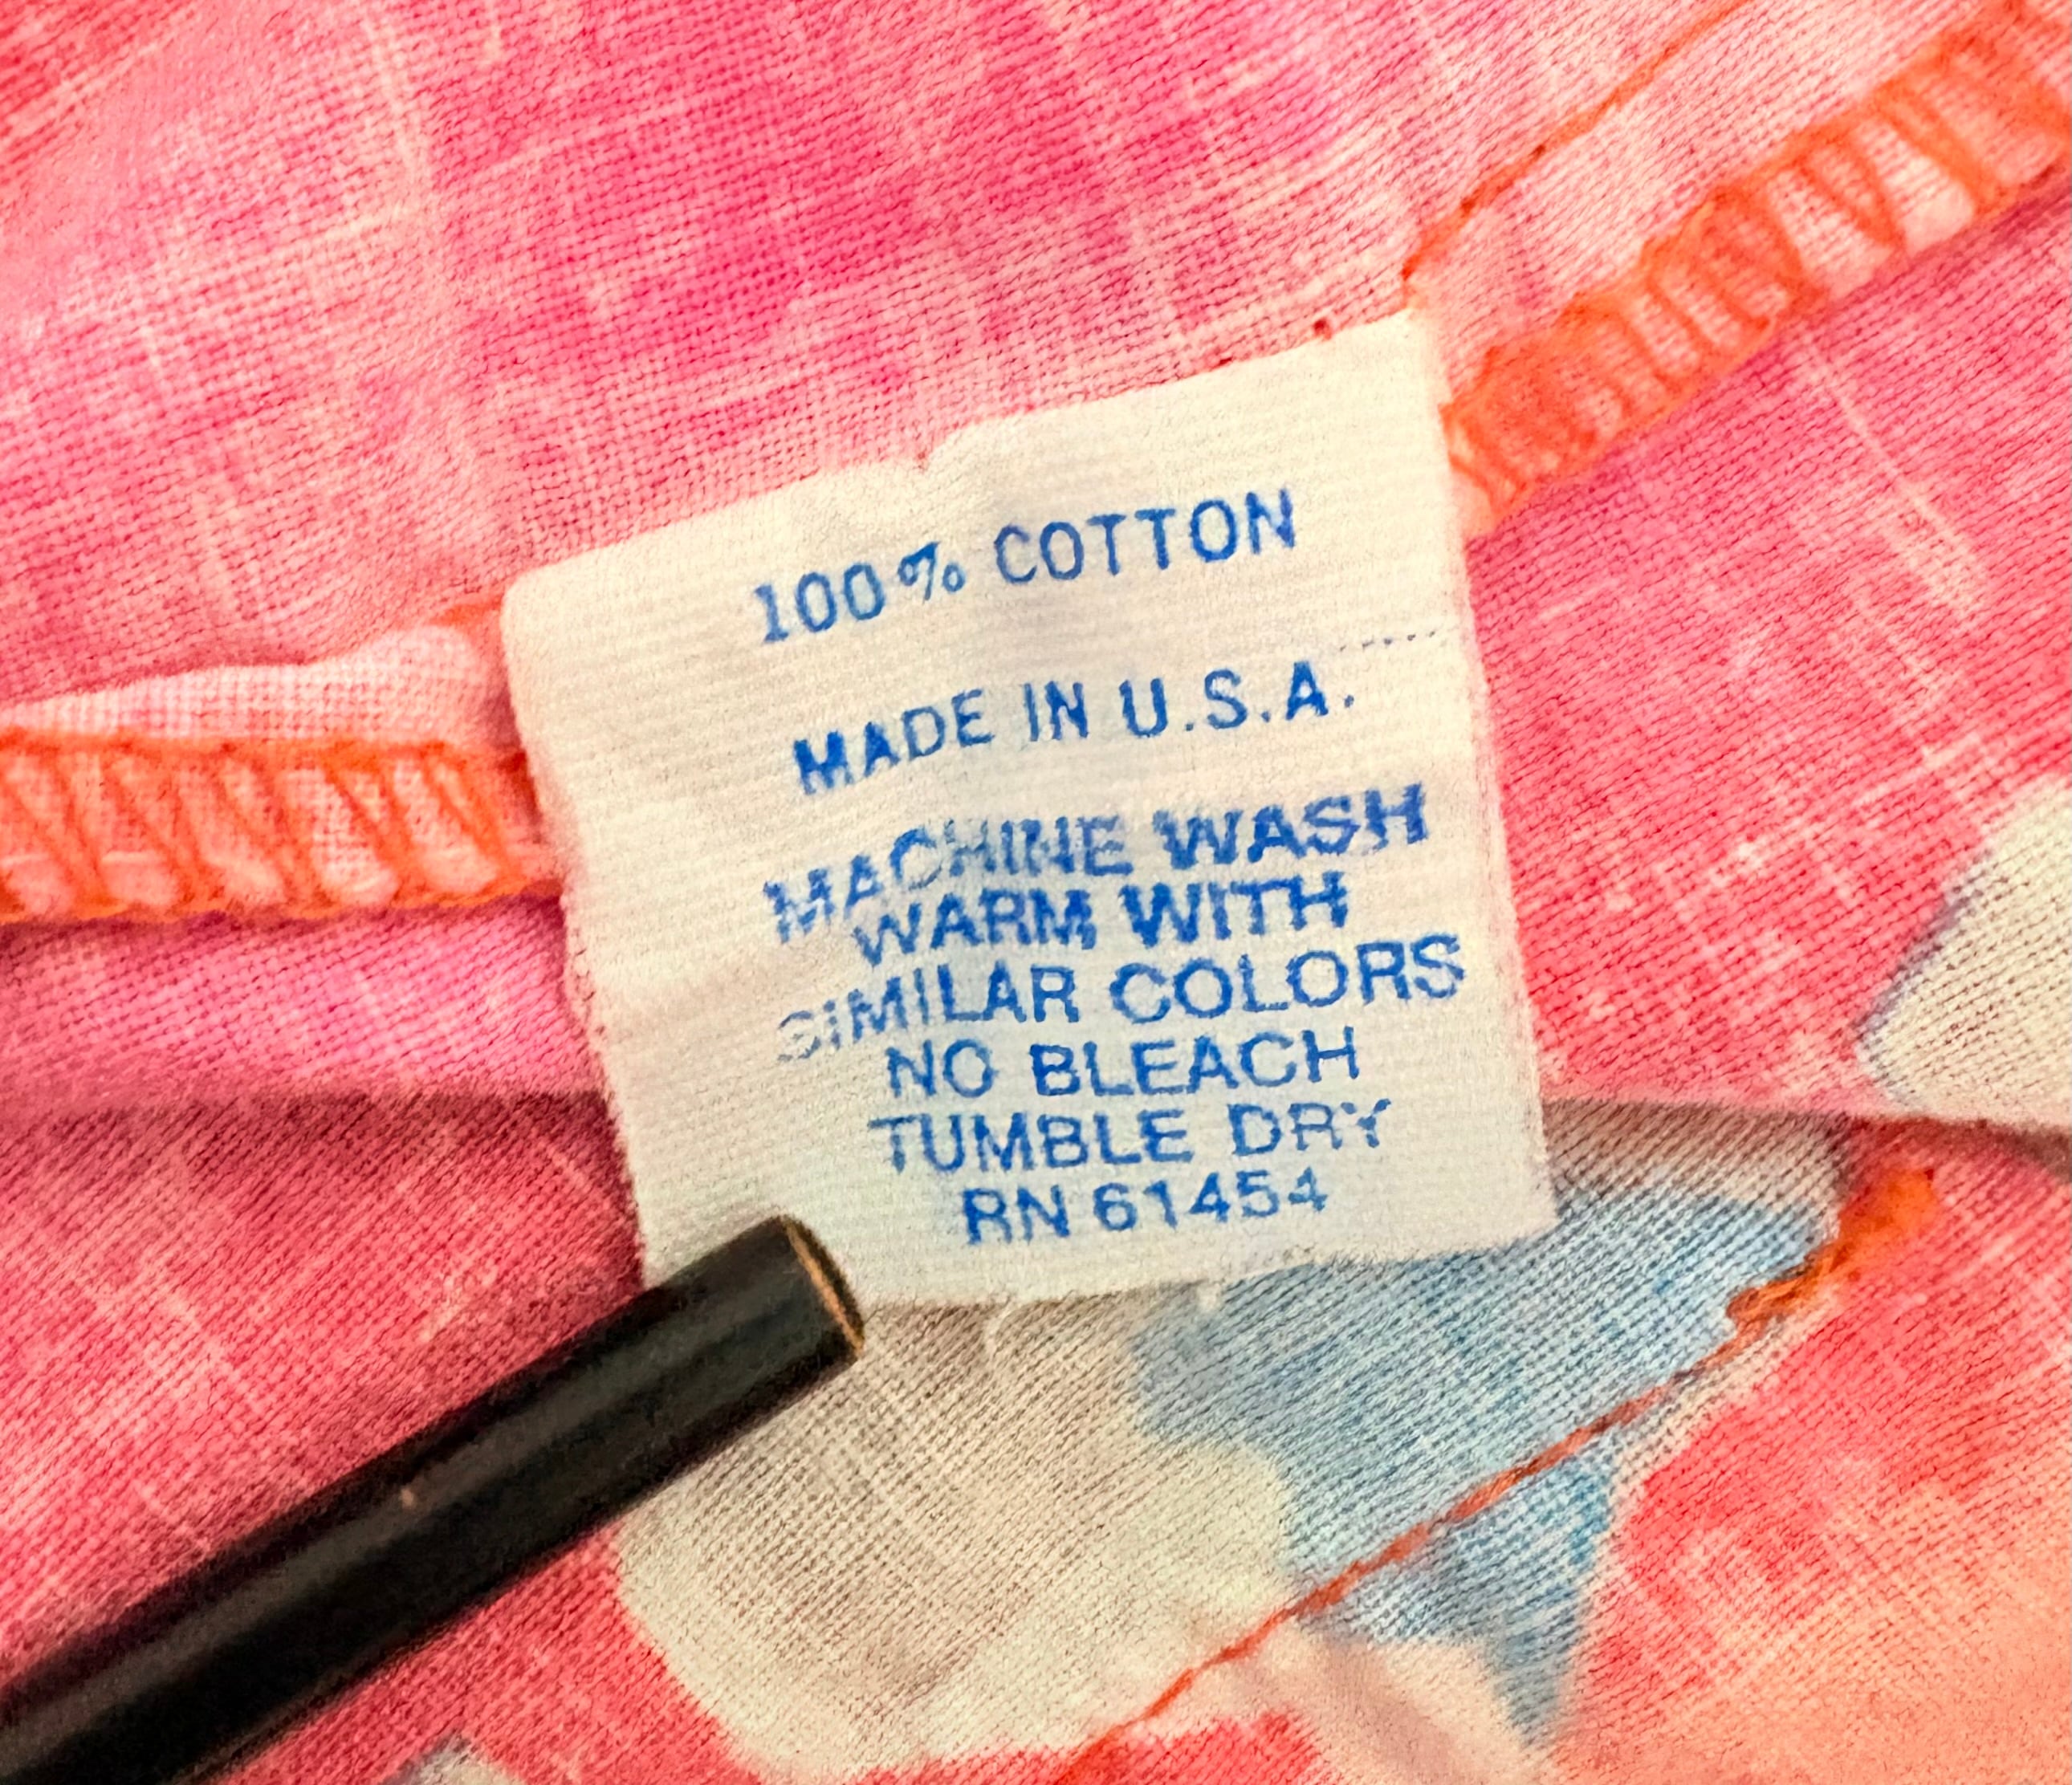 100% COTTON
MADE IN U.S.A.
MACHINE WASH
WARM WITH
SIMILAR COLORS
NO BLEACH
TUMBLE DRY
RN 61454